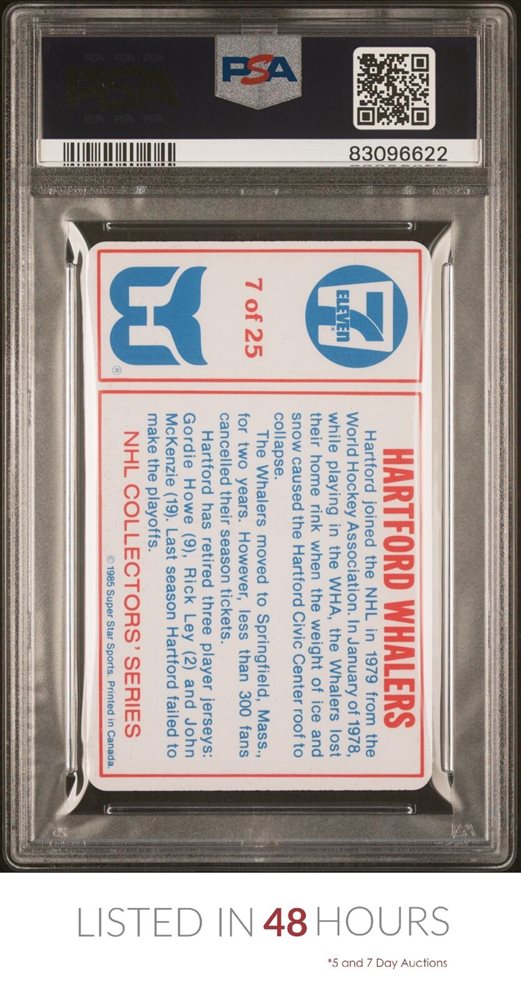 PSA
83096622
7
ELEVEN
®
7 of 25
®
HARTFORD WHALERS
Hartford joined the NHL in 1979 from the
World Hockey Association. In January of 1978,
while playing in the WHA, the Whalers lost
their home rink when the weight of ice and
snow caused the Hartford Civic Center roof to
collapse.
The Whalers moved to Springfield, Mass.,
for two years. However, less than 300 fans
cancelled their season tickets.
Hartford has retired three player jerseys:
Gordie Howe (9), Rick Ley (2) and John
McKenzie (19). Last season Hartford failed to
make the playoffs.
NHL COLLECTORS' SERIES
© 1985 Super Star Sports. Printed in Canada.
LISTED IN 48 HOURS
*5 and 7 Day Auctions